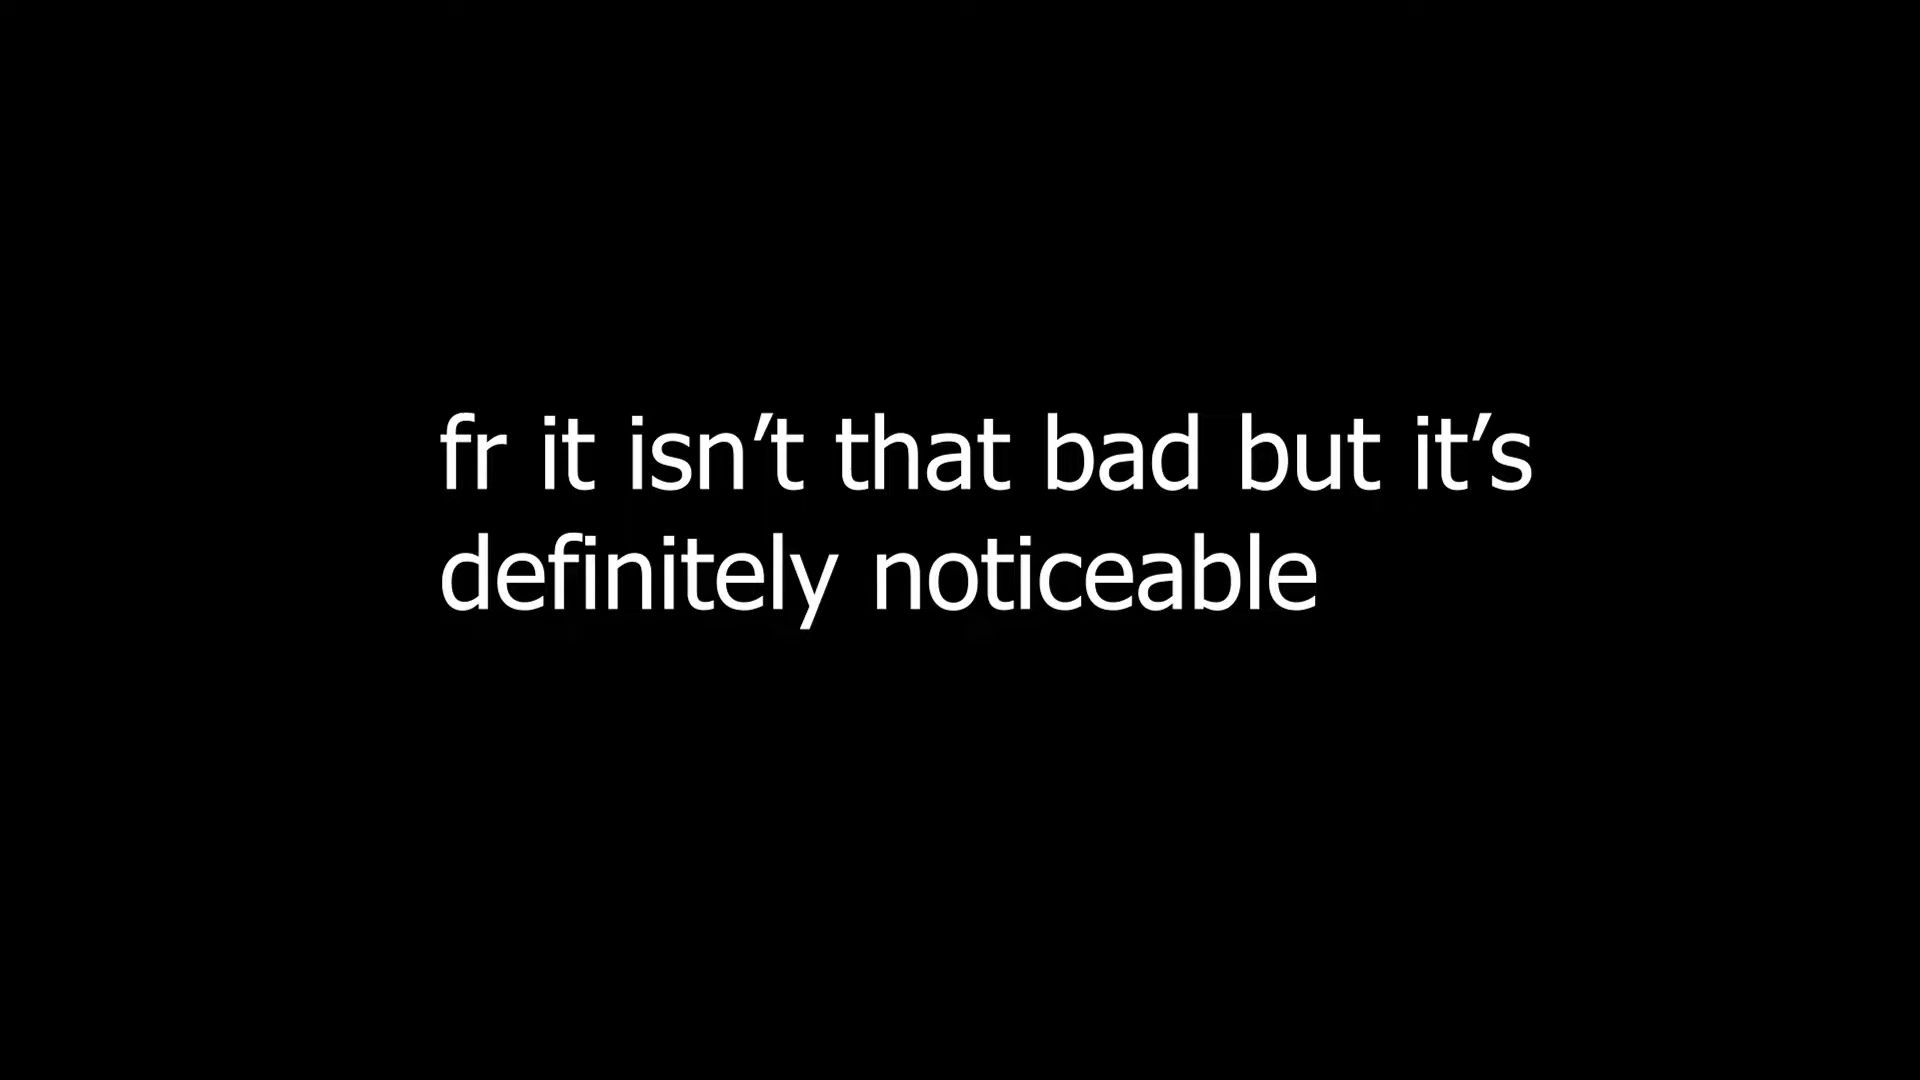 fr it isn’t that bad but it’s
definitely noticeable